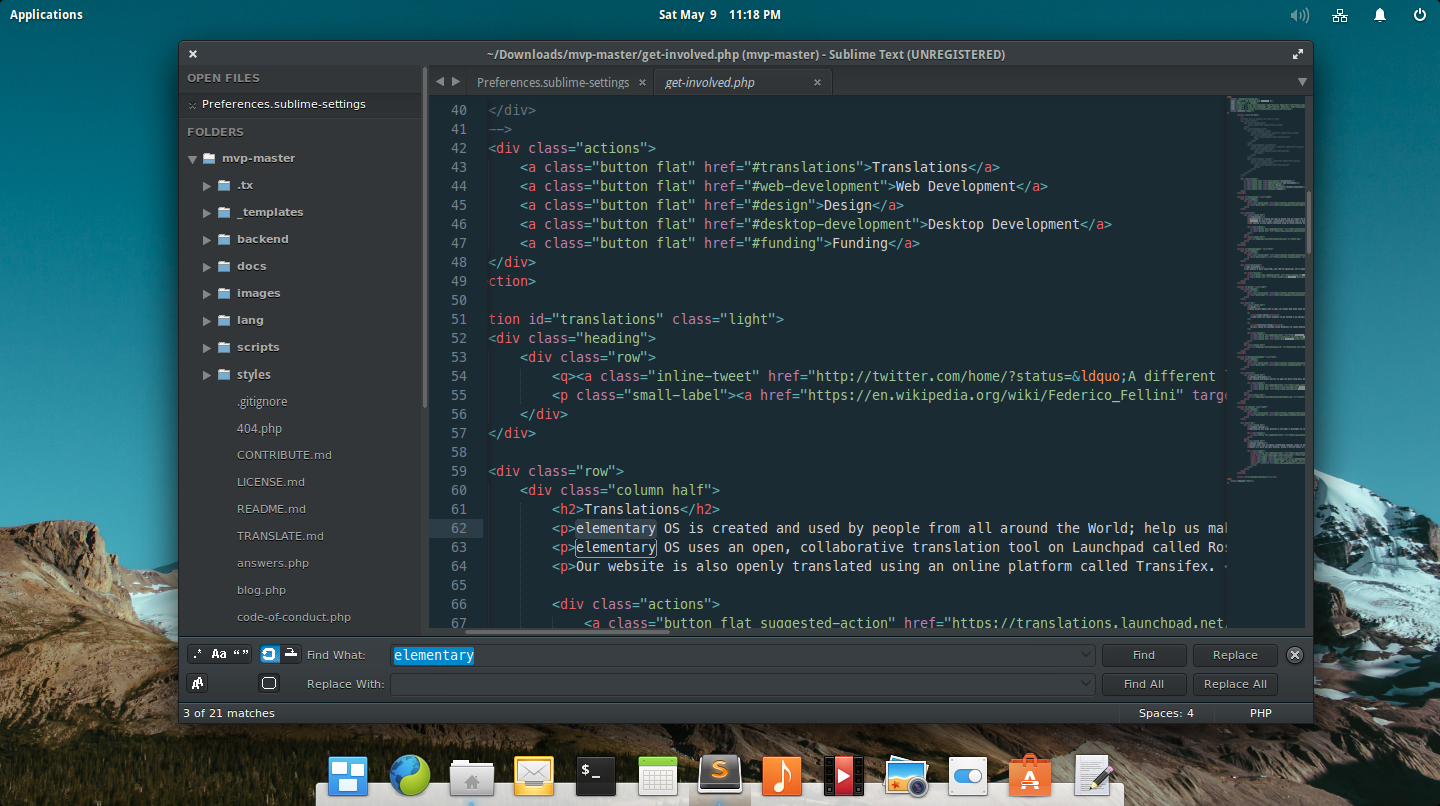 Applications
Sat May 9 11:18 PM
~/Downloads/mvp-master/get-involved.php (mvp-master) - Sublime Text (UNREGISTERED)
OPEN FILES
Preferences.sublime-settings
FOLDERS
mvp-master
.tx
_templates
backend
docs
images
lang
scripts
styles
.gitignore
404.php
CONTRIBUTE.md
LICENSE.md
README.md
TRANSLATE.md
answers.php
blog.php
code-of-conduct.php
Preferences.sublime-settings
get-involved.php
40 </div>
41 -->
42 <div class="actions">
43 <a class="button flat" href="#translations">Translations</a>
44 <a class="button flat" href="#web-development">Web Development</a>
45 <a class="button flat" href="#design">Design</a>
46 <a class="button flat" href="#desktop-development">Desktop Development</a>
47 <a class="button flat" href="#funding">Funding</a>
48 </div>
49 ction>
50
51 tion id="translations" class="light">
52 <div class="heading">
53 <div class="row">
54 <q><a class="inline-tweet" href="http://twitter.com/home/?status=&ldquo;A different
55 <p class="small-label"><a href="https://en.wikipedia.org/wiki/Federico_Fellini" targ
56 </div>
57 </div>
58
59 <div class="row">
60 <div class="column half">
61 <h2>Translations</h2>
62 <p>elementary OS is created and used by people from all around the World; help us ma
63 <p>elementary OS uses an open, collaborative translation tool on Launchpad called Ro
64 <p>Our website is also openly translated using an online platform called Transifex.
65
66 <div class="actions">
67 <a class="button flat suggested-action" href="https://translations.launchpad.net/
.* Aa “ ”
Find What: elementary
Find
Replace
Replace With:
Find All
Replace All
3 of 21 matches
Spaces: 4
PHP
$_
S
A